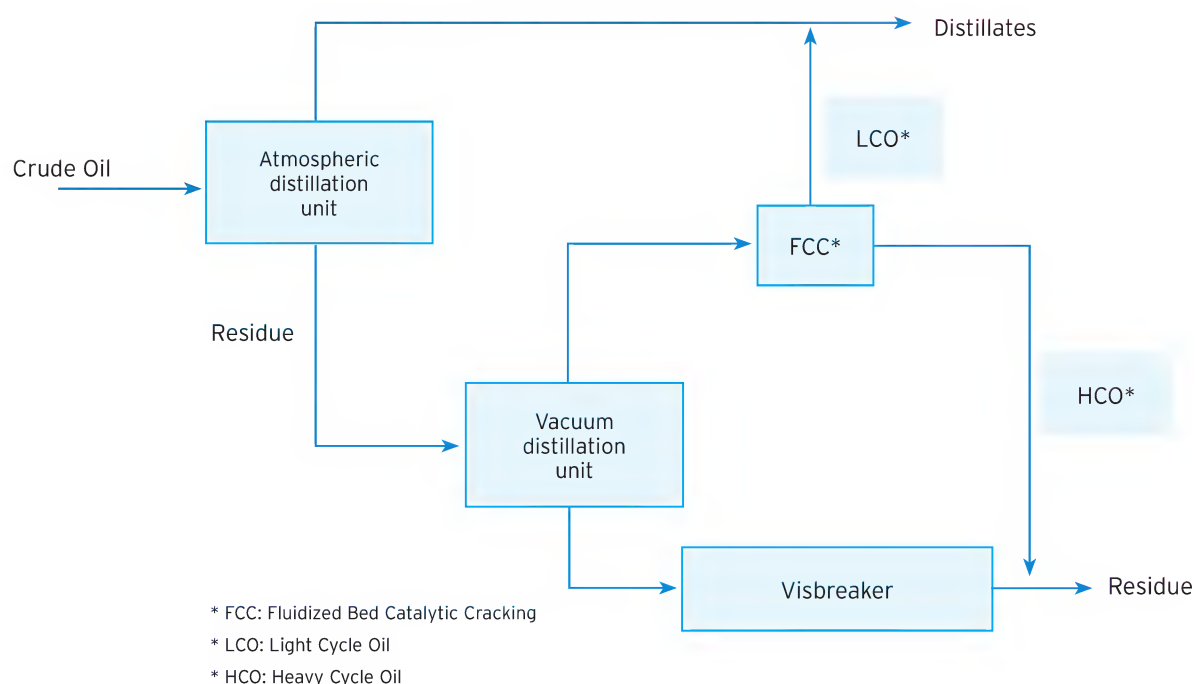 Distillates
LCO*
Crude Oil
Atmospheric
distillation
unit
FCC*
Residue
HCO*
Vacuum
distillation
unit
Visbreaker
Residue
* FCC: Fluidized Bed Catalytic Cracking
* LCO: Light Cycle Oil
* HCO: Heavy Cycle Oil